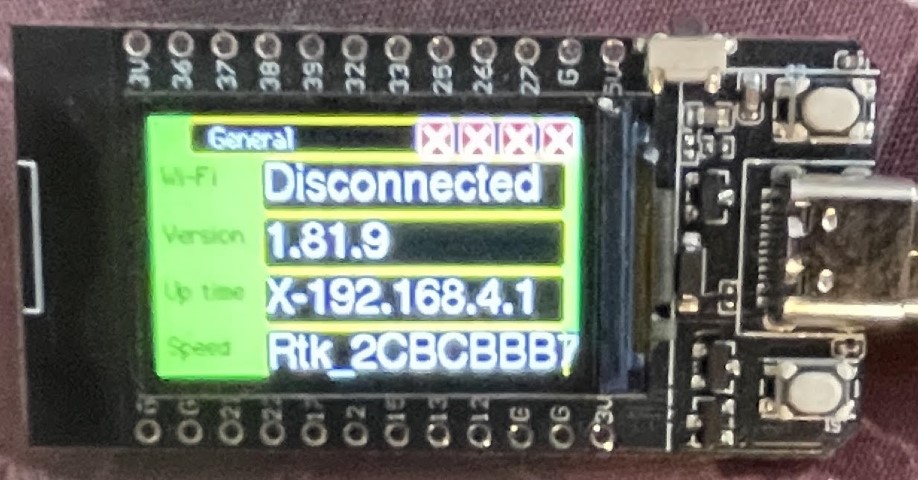 3V 36 37 38 39 32 33 25 26 27 G 5V
General
Wi-Fi Disconnected
Version 1.81.9
Up time X-192.168.4.1
Speed Rtk_2CBCBBB7
G G 21 22 17 2 15 13 12 G G 3V